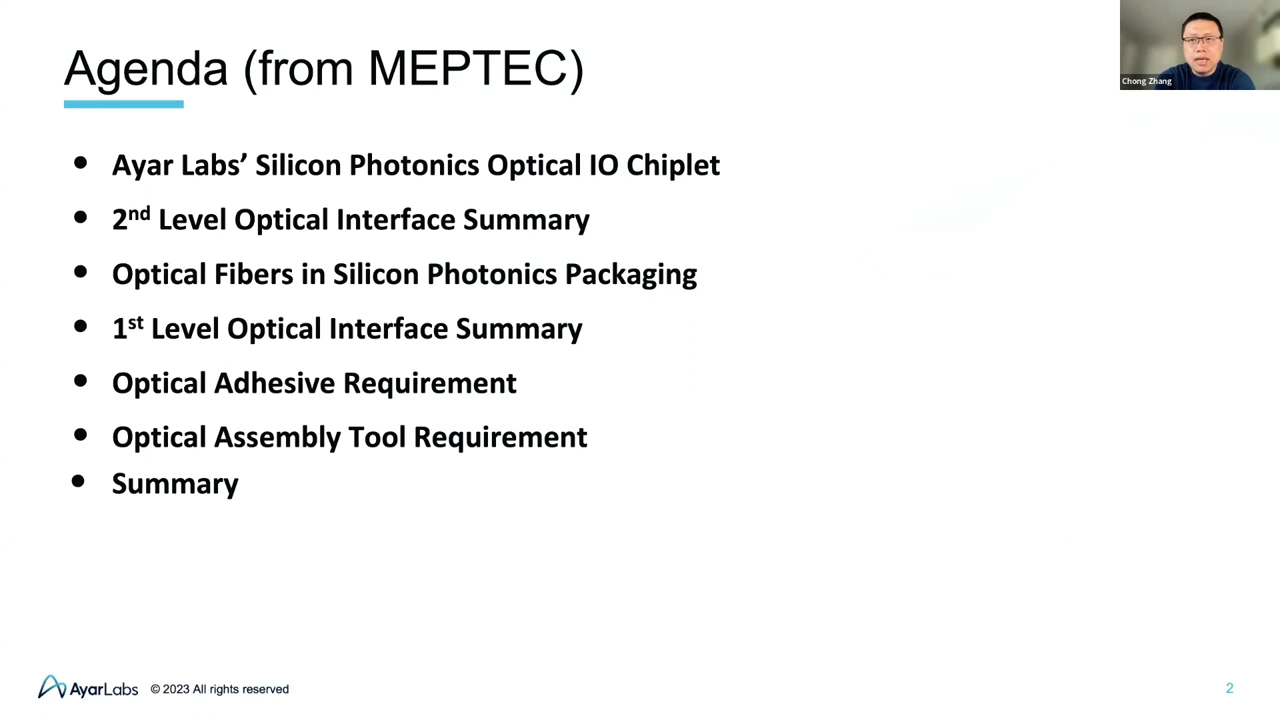 Agenda (from MEPTEC)
Chong Zhang
• Ayar Labs’ Silicon Photonics Optical IO Chiplet
• 2nd Level Optical Interface Summary
• Optical Fibers in Silicon Photonics Packaging
• 1st Level Optical Interface Summary
• Optical Adhesive Requirement
• Optical Assembly Tool Requirement
• Summary
AyarLabs © 2023 All rights reserved
2